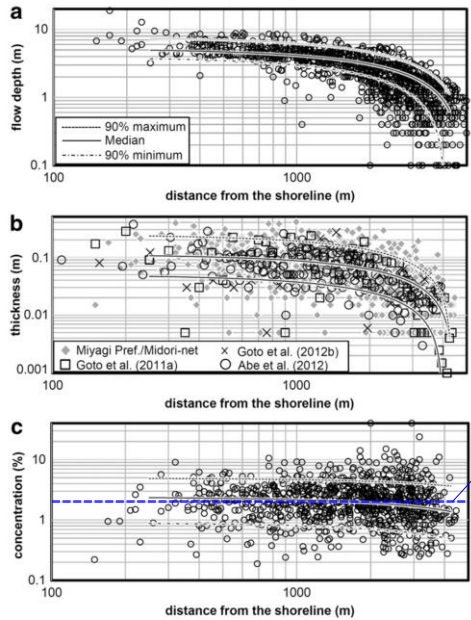 a
10
1
0.1
flow depth (m)
90% maximum
Median
90% minimum
100
1000
distance from the shoreline (m)
b
0.1
0.01
0.001
thickness (m)
Miyagi Pref./Midori-net
Goto et al. (2012b)
Goto et al. (2011a)
Abe et al. (2012)
100
1000
distance from the shoreline (m)
c
10
1
0.1
concentration (%)
100
1000
distance from the shoreline (m)